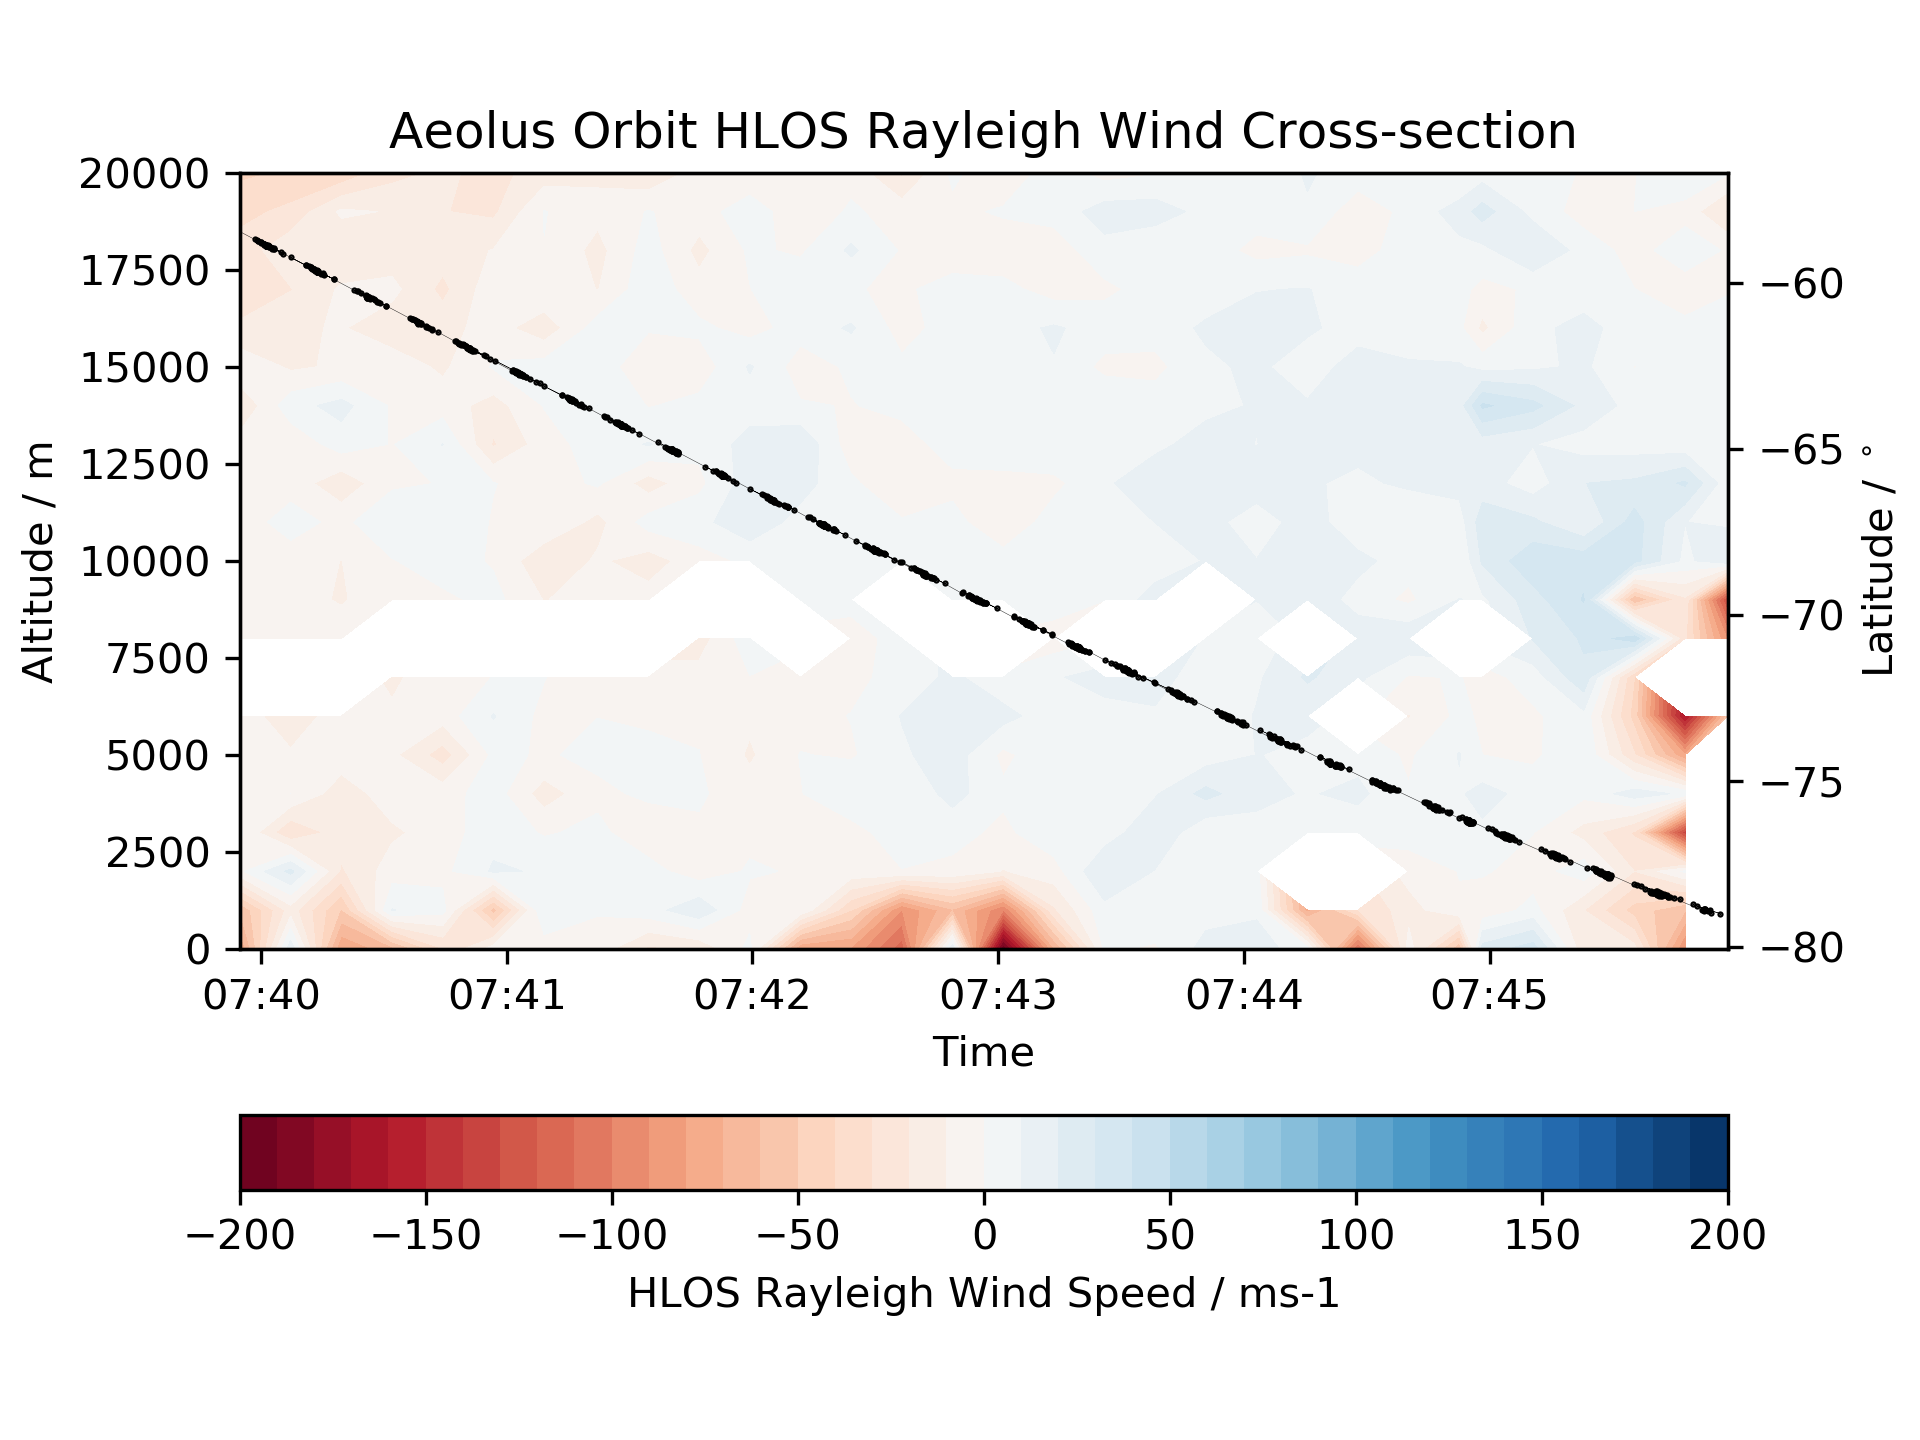 Aeolus Orbit HLOS Rayleigh Wind Cross-section
20000
17500
15000
12500
10000
7500
5000
2500
0
Altitude / m
−60
−65
−70
−75
−80
Latitude / °
07:40 07:41 07:42 07:43 07:44 07:45
Time
−200 −150 −100 −50 0 50 100 150 200
HLOS Rayleigh Wind Speed / ms-1